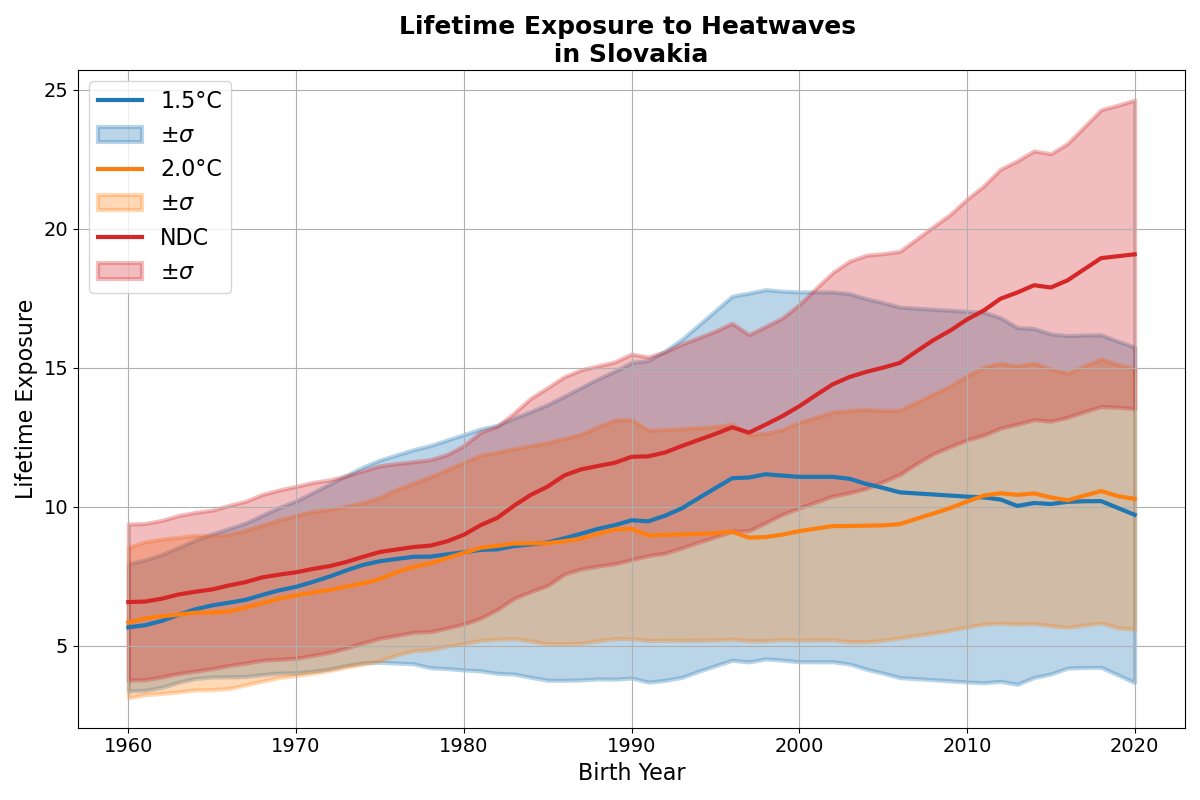 Lifetime Exposure to Heatwaves
in Slovakia
1.5°C
±σ
2.0°C
±σ
NDC
±σ
Lifetime Exposure
25
20
15
10
5
1960
1970
1980
1990
2000
2010
2020
Birth Year